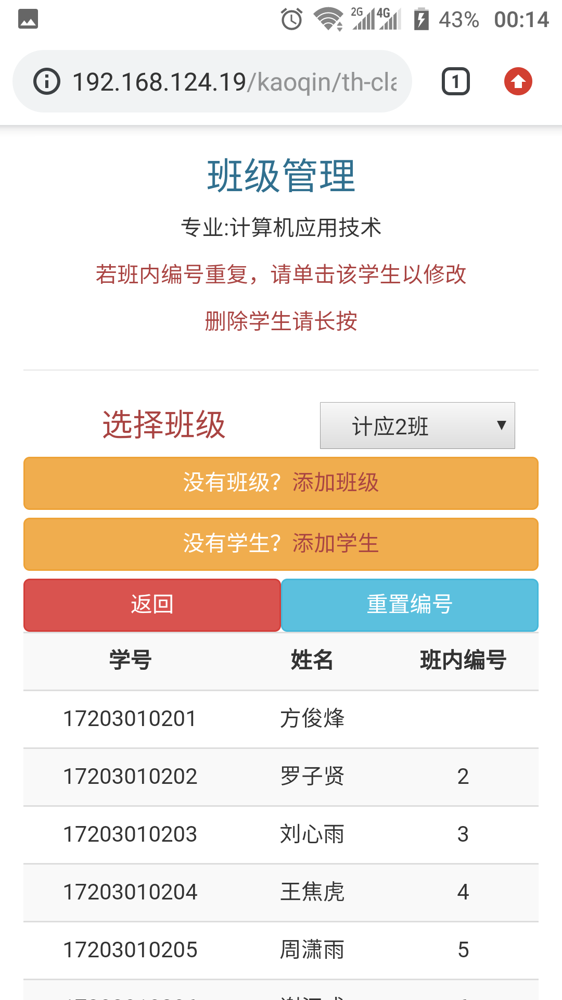 2G 4G 43% 00:14
192.168.124.19/kaoqin/th-cla
1
班级管理
专业:计算机应用技术
若班内编号重复，请单击该学生以修改
删除学生请长按
选择班级 计应2班
没有班级？添加班级
没有学生？添加学生
返回 重置编号
学号 姓名 班内编号
17203010201 方俊烽
17203010202 罗子贤 2
17203010203 刘心雨 3
17203010204 王焦虎 4
17203010205 周潇雨 5